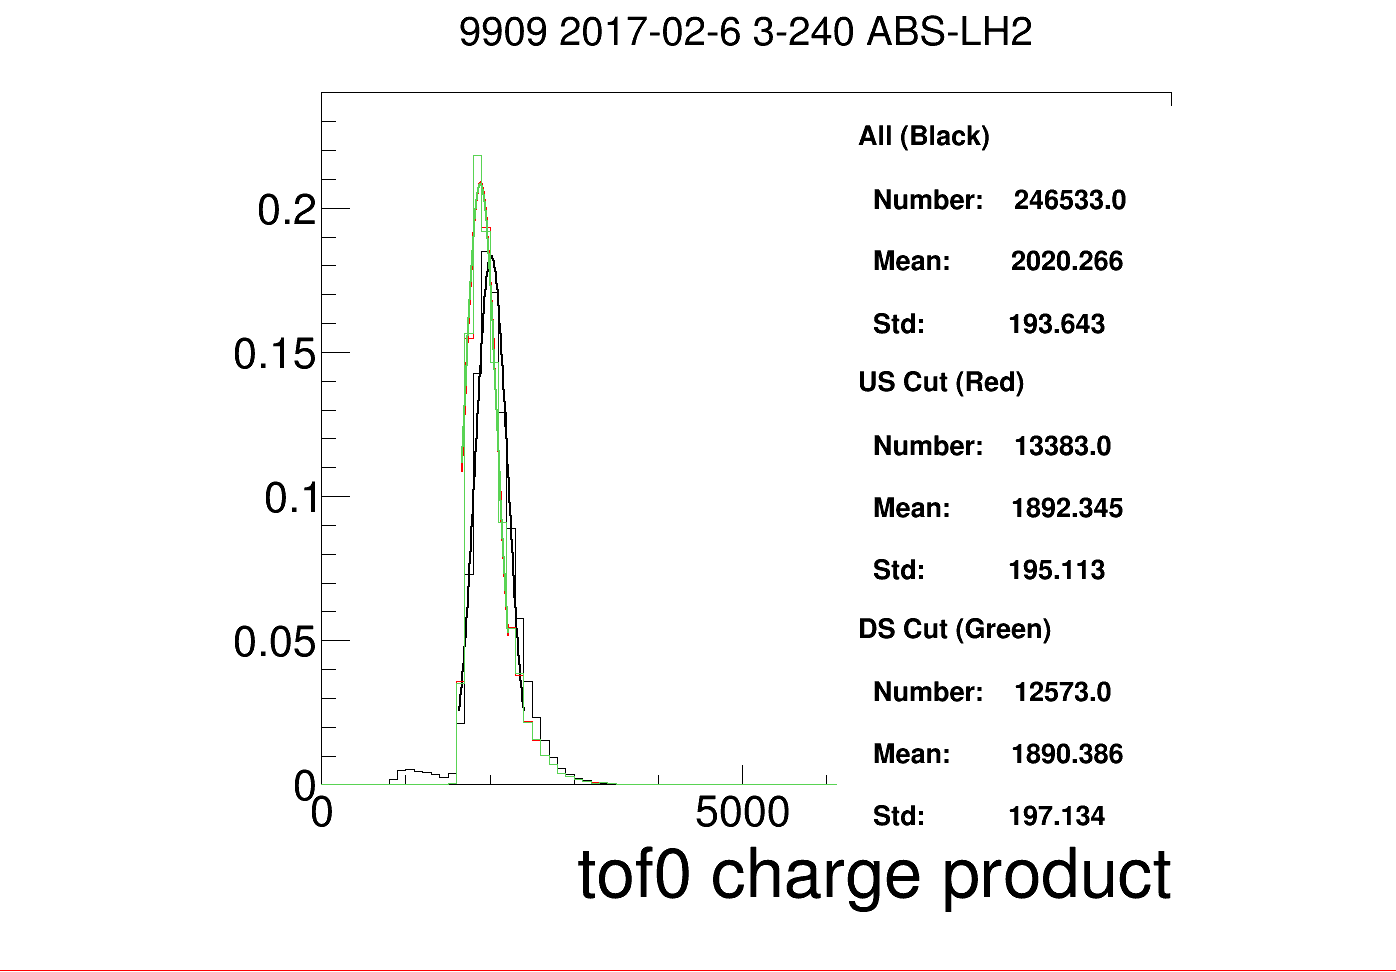 9909 2017-02-6 3-240 ABS-LH2
All (Black)
Number: 246533.0
Mean: 2020.266
Std: 193.643
US Cut (Red)
Number: 13383.0
Mean: 1892.345
Std: 195.113
DS Cut (Green)
Number: 12573.0
Mean: 1890.386
Std: 197.134
0.2
0.15
0.1
0.05
0
0 5000
tof0 charge product